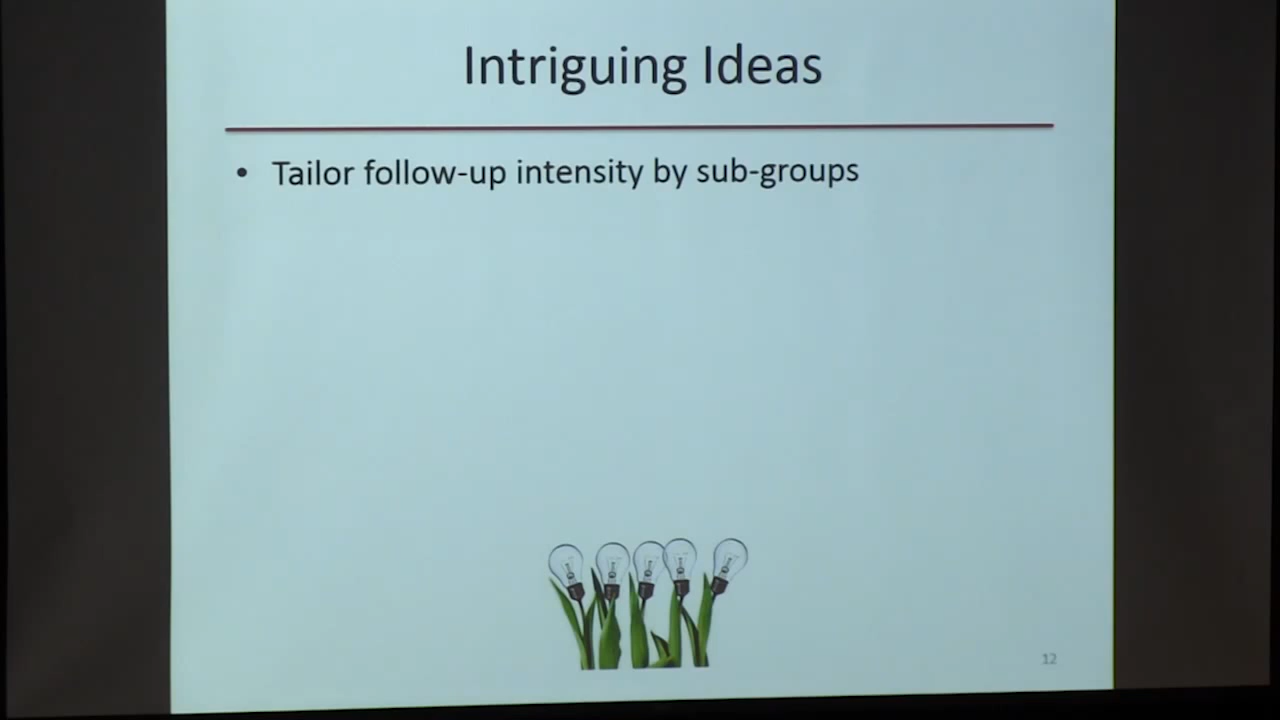 Intriguing Ideas
• Tailor follow-up intensity by sub-groups
12